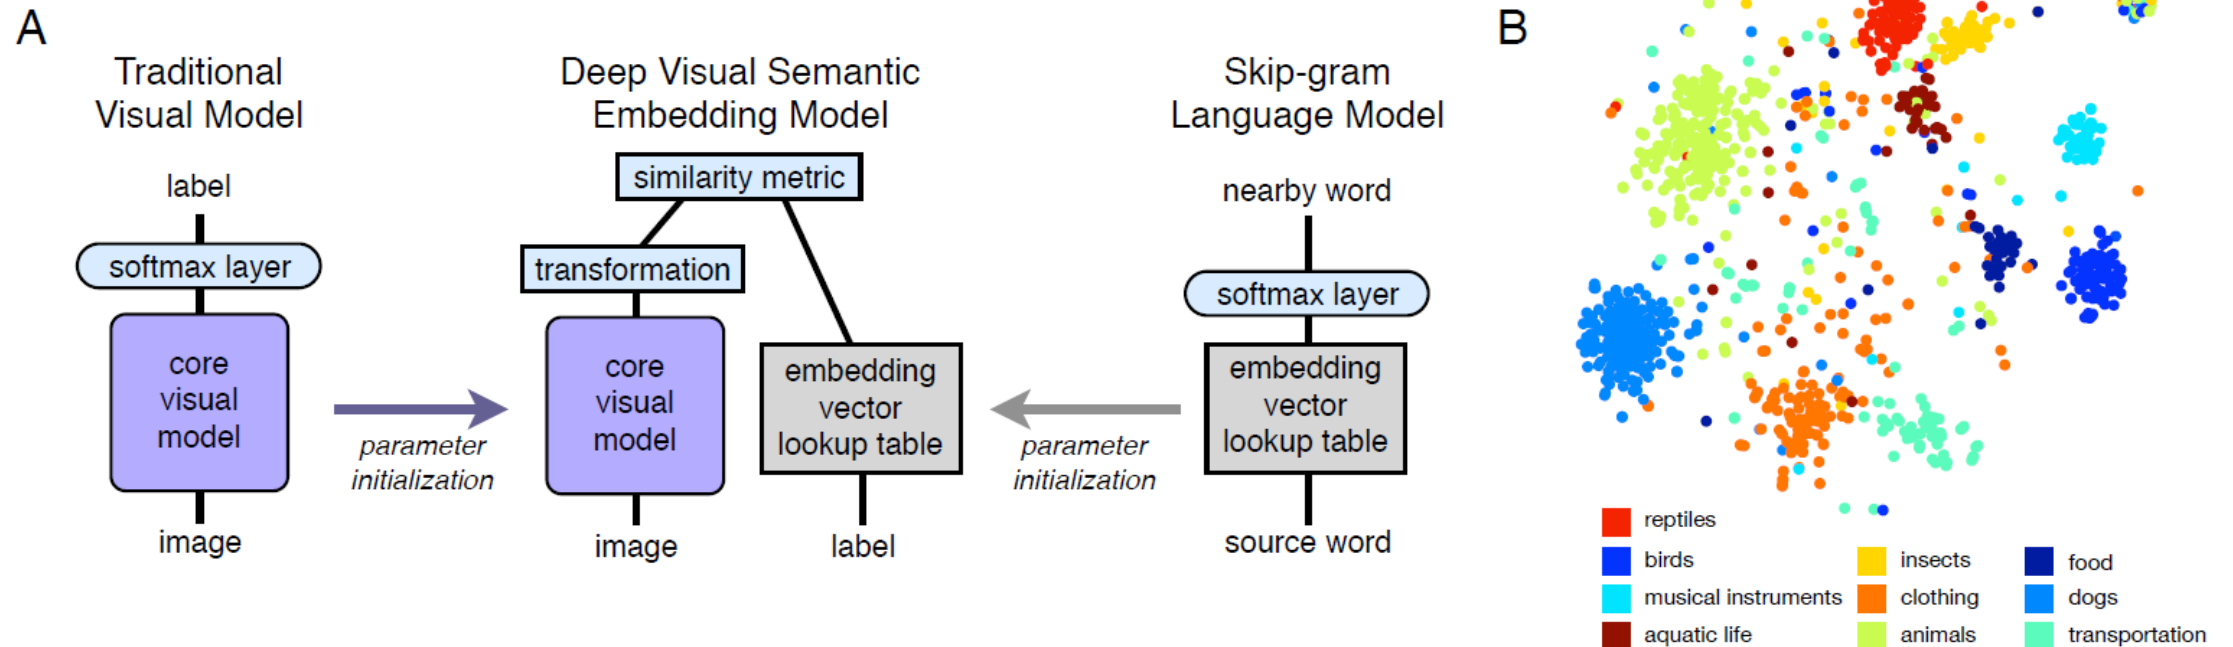 A
Traditional
Visual Model
label
softmax layer
core
visual
model
image
parameter
initialization
Deep Visual Semantic
Embedding Model
similarity metric
transformation
core
visual
model
image
embedding
vector
lookup table
label
parameter
initialization
Skip-gram
Language Model
nearby word
softmax layer
embedding
vector
lookup table
source word
B
reptiles
birds
musical instruments
aquatic life
insects
clothing
animals
food
dogs
transportation